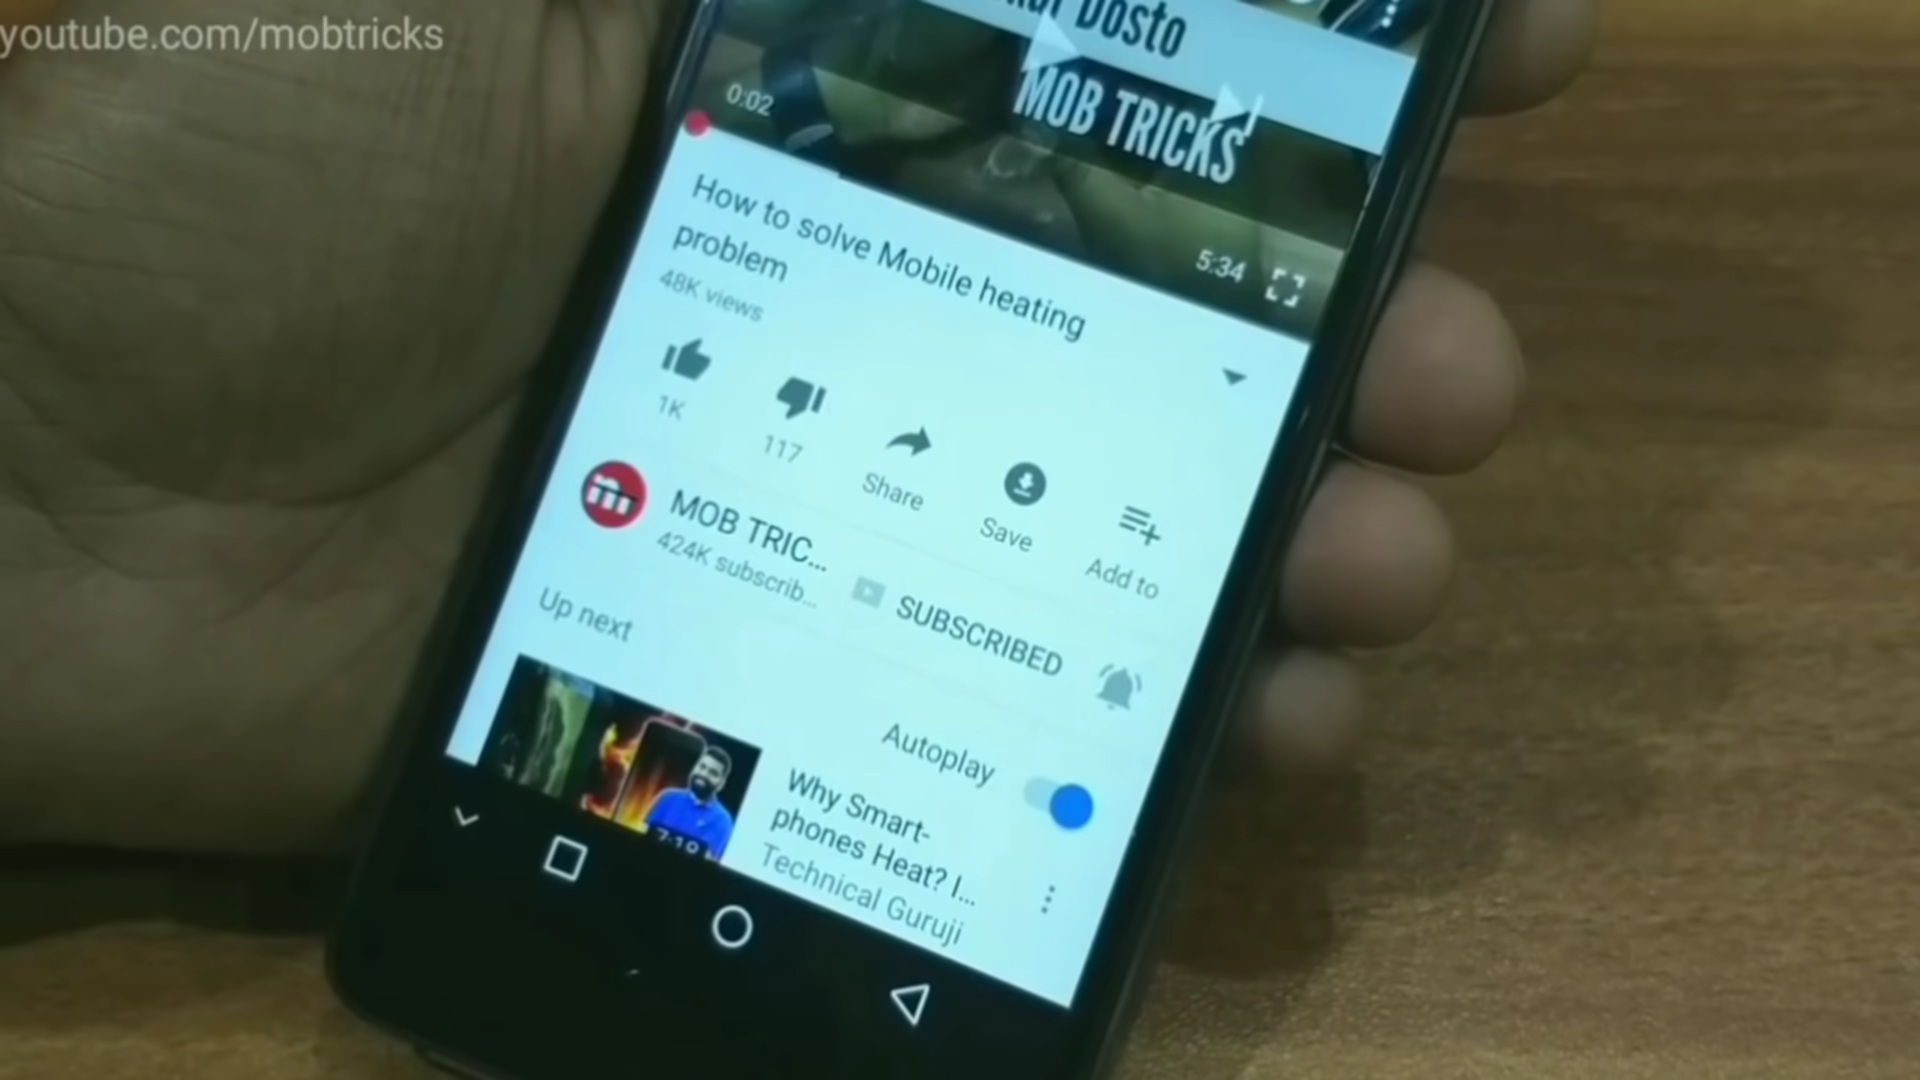 youtube.com/mobtricks
Dosto
MOB TRICKS
0:02
5:34
How to solve Mobile heating
problem
48K views
1K
117
Share
Save
Add to
MOB TRIC...
424K subscrib...
SUBSCRIBED
Up next
Autoplay
Why Smart-
phones Heat? I...
Technical Guruji
7:19